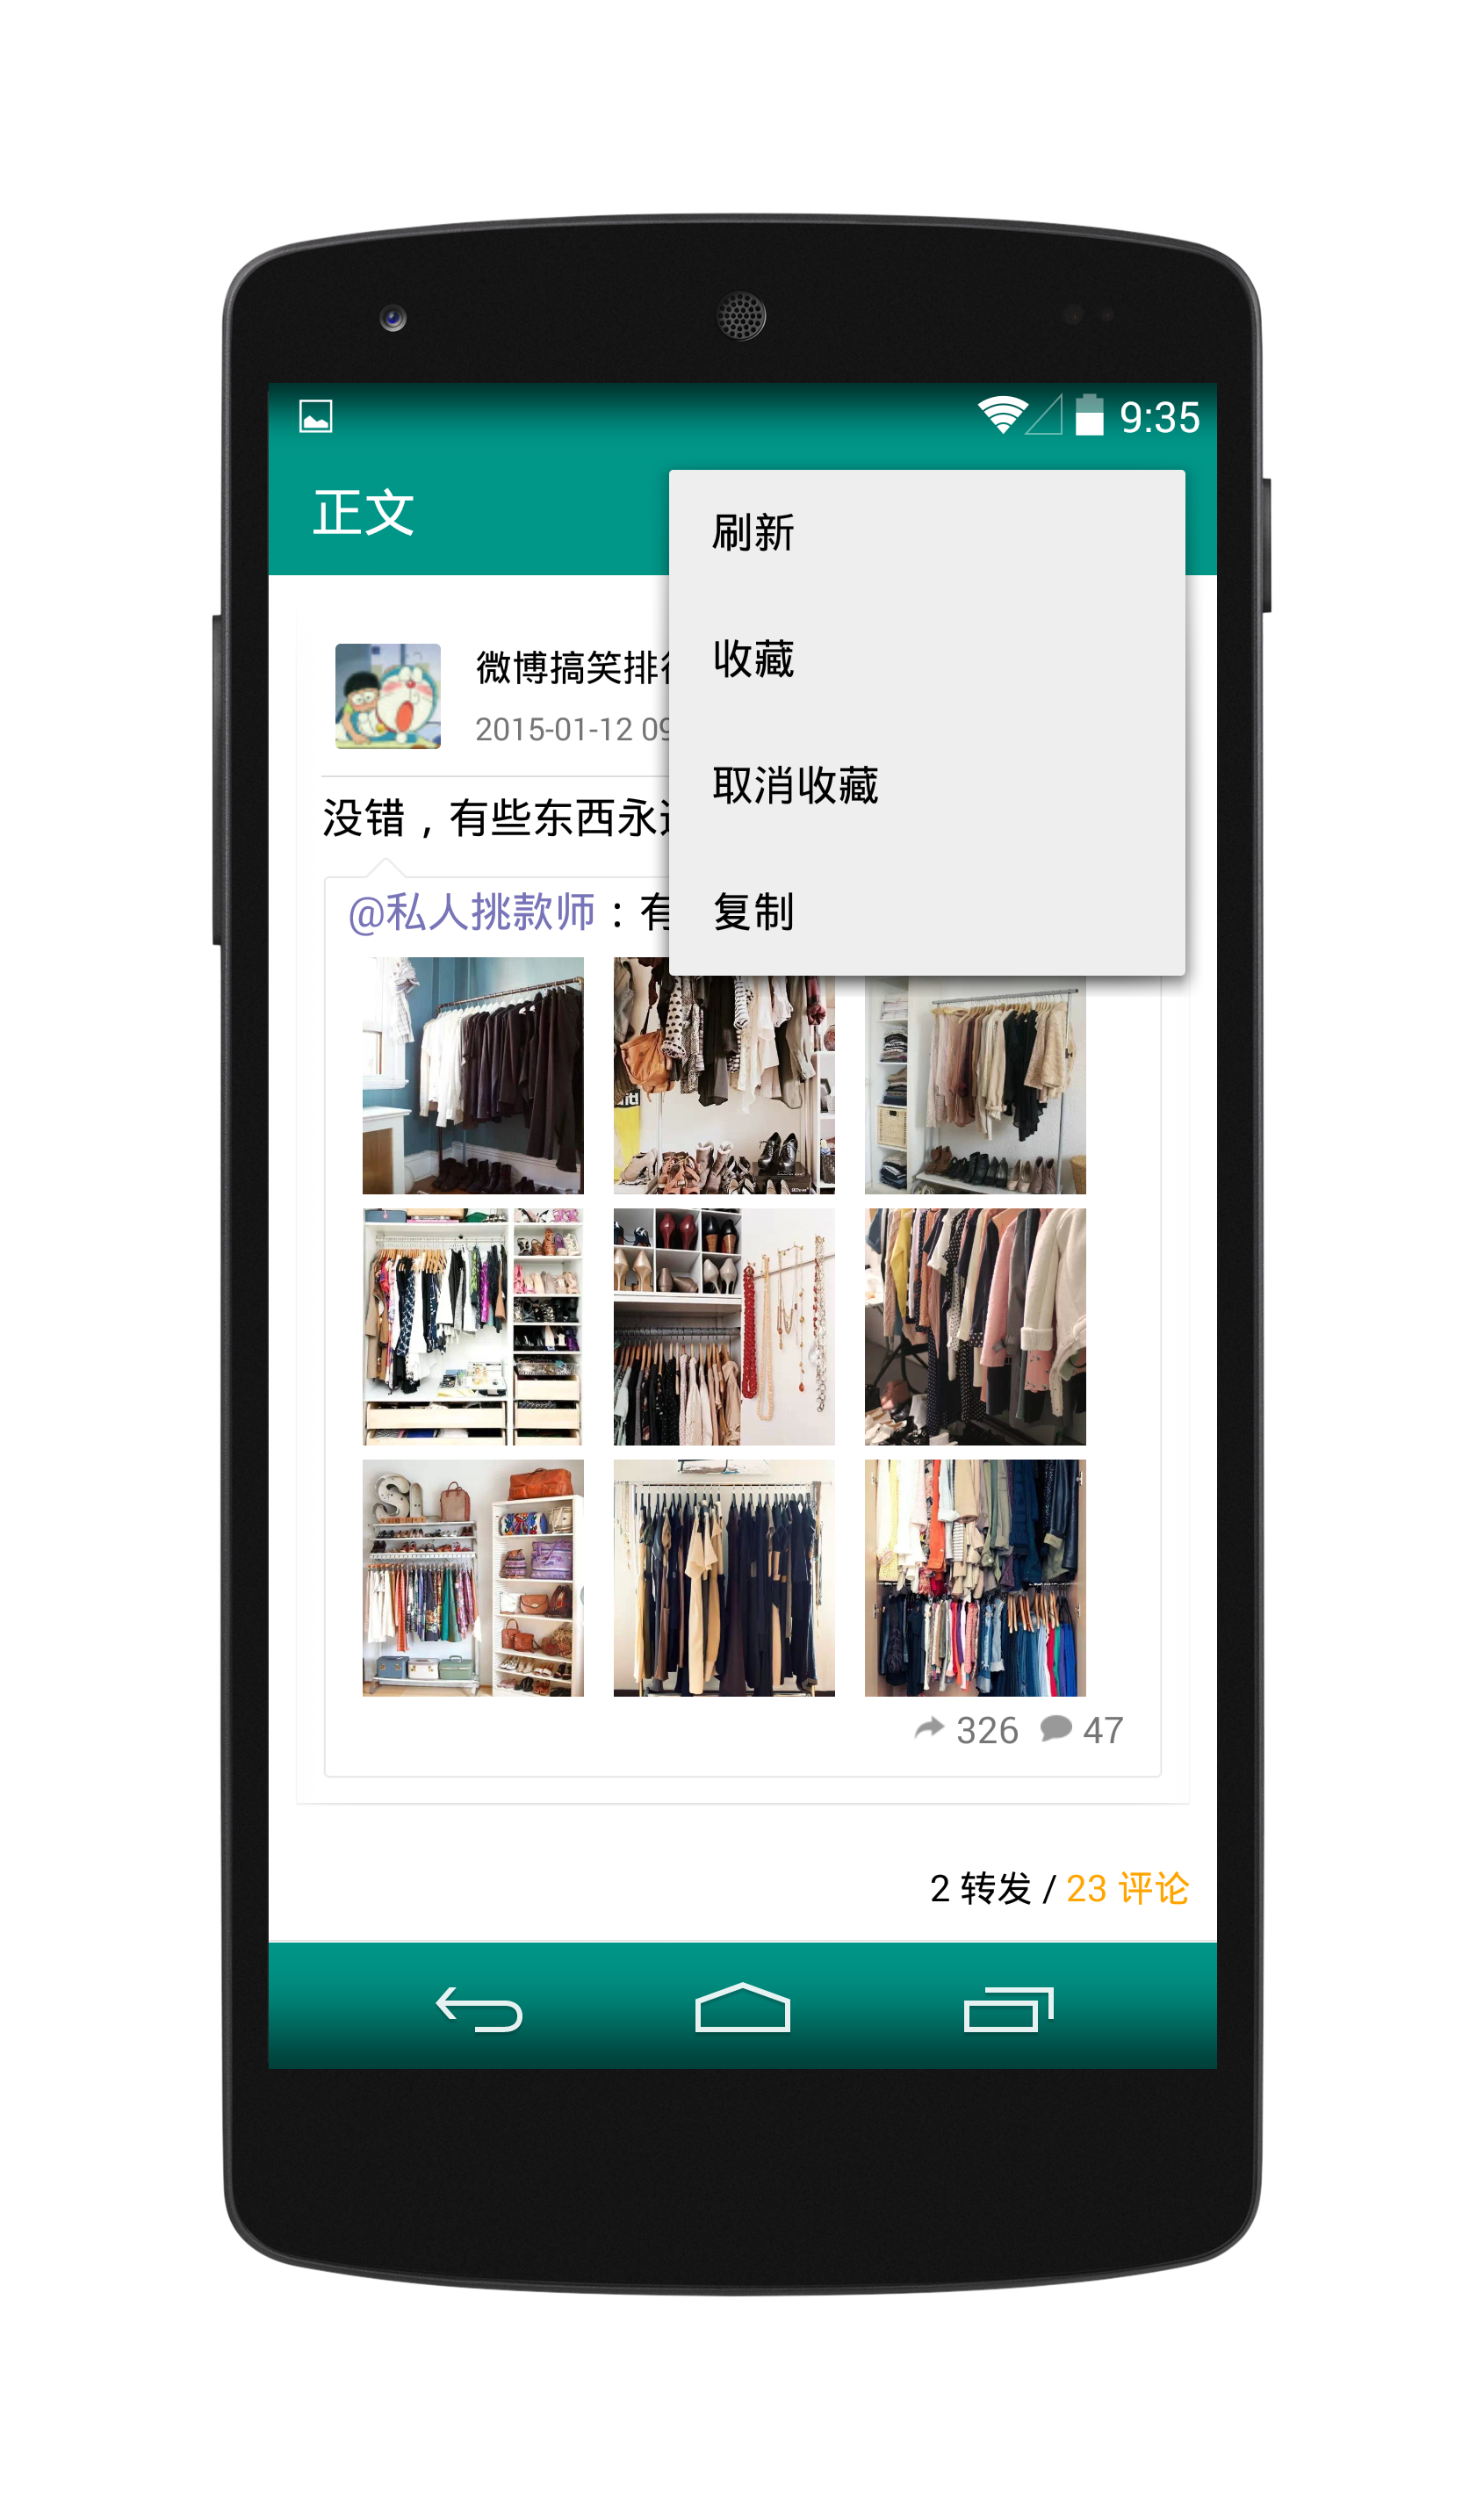 9:35
正文
刷新
收藏
取消收藏
复制
微博搞笑排
2015-01-12 09
没错，有些东西永
@私人挑款师：有
326 47
2 转发 / 23 评论